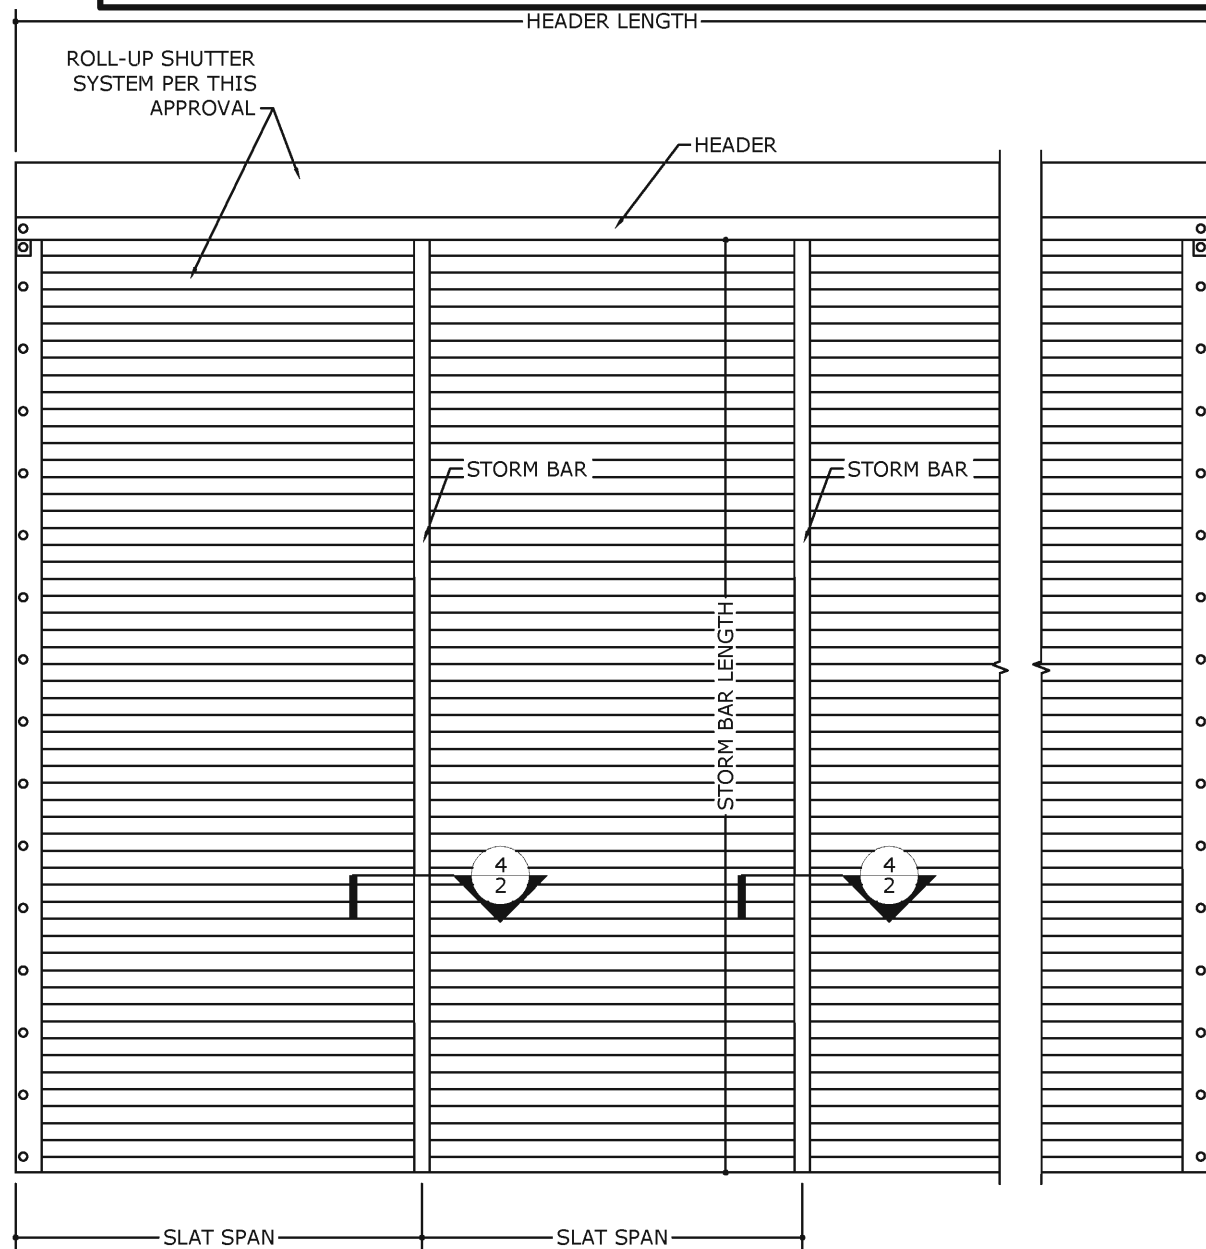 HEADER LENGTH
ROLL-UP SHUTTER
SYSTEM PER THIS
APPROVAL
HEADER
STORM BAR
STORM BAR
STORM BAR LENGTH
4
2
4
2
SLAT SPAN
SLAT SPAN